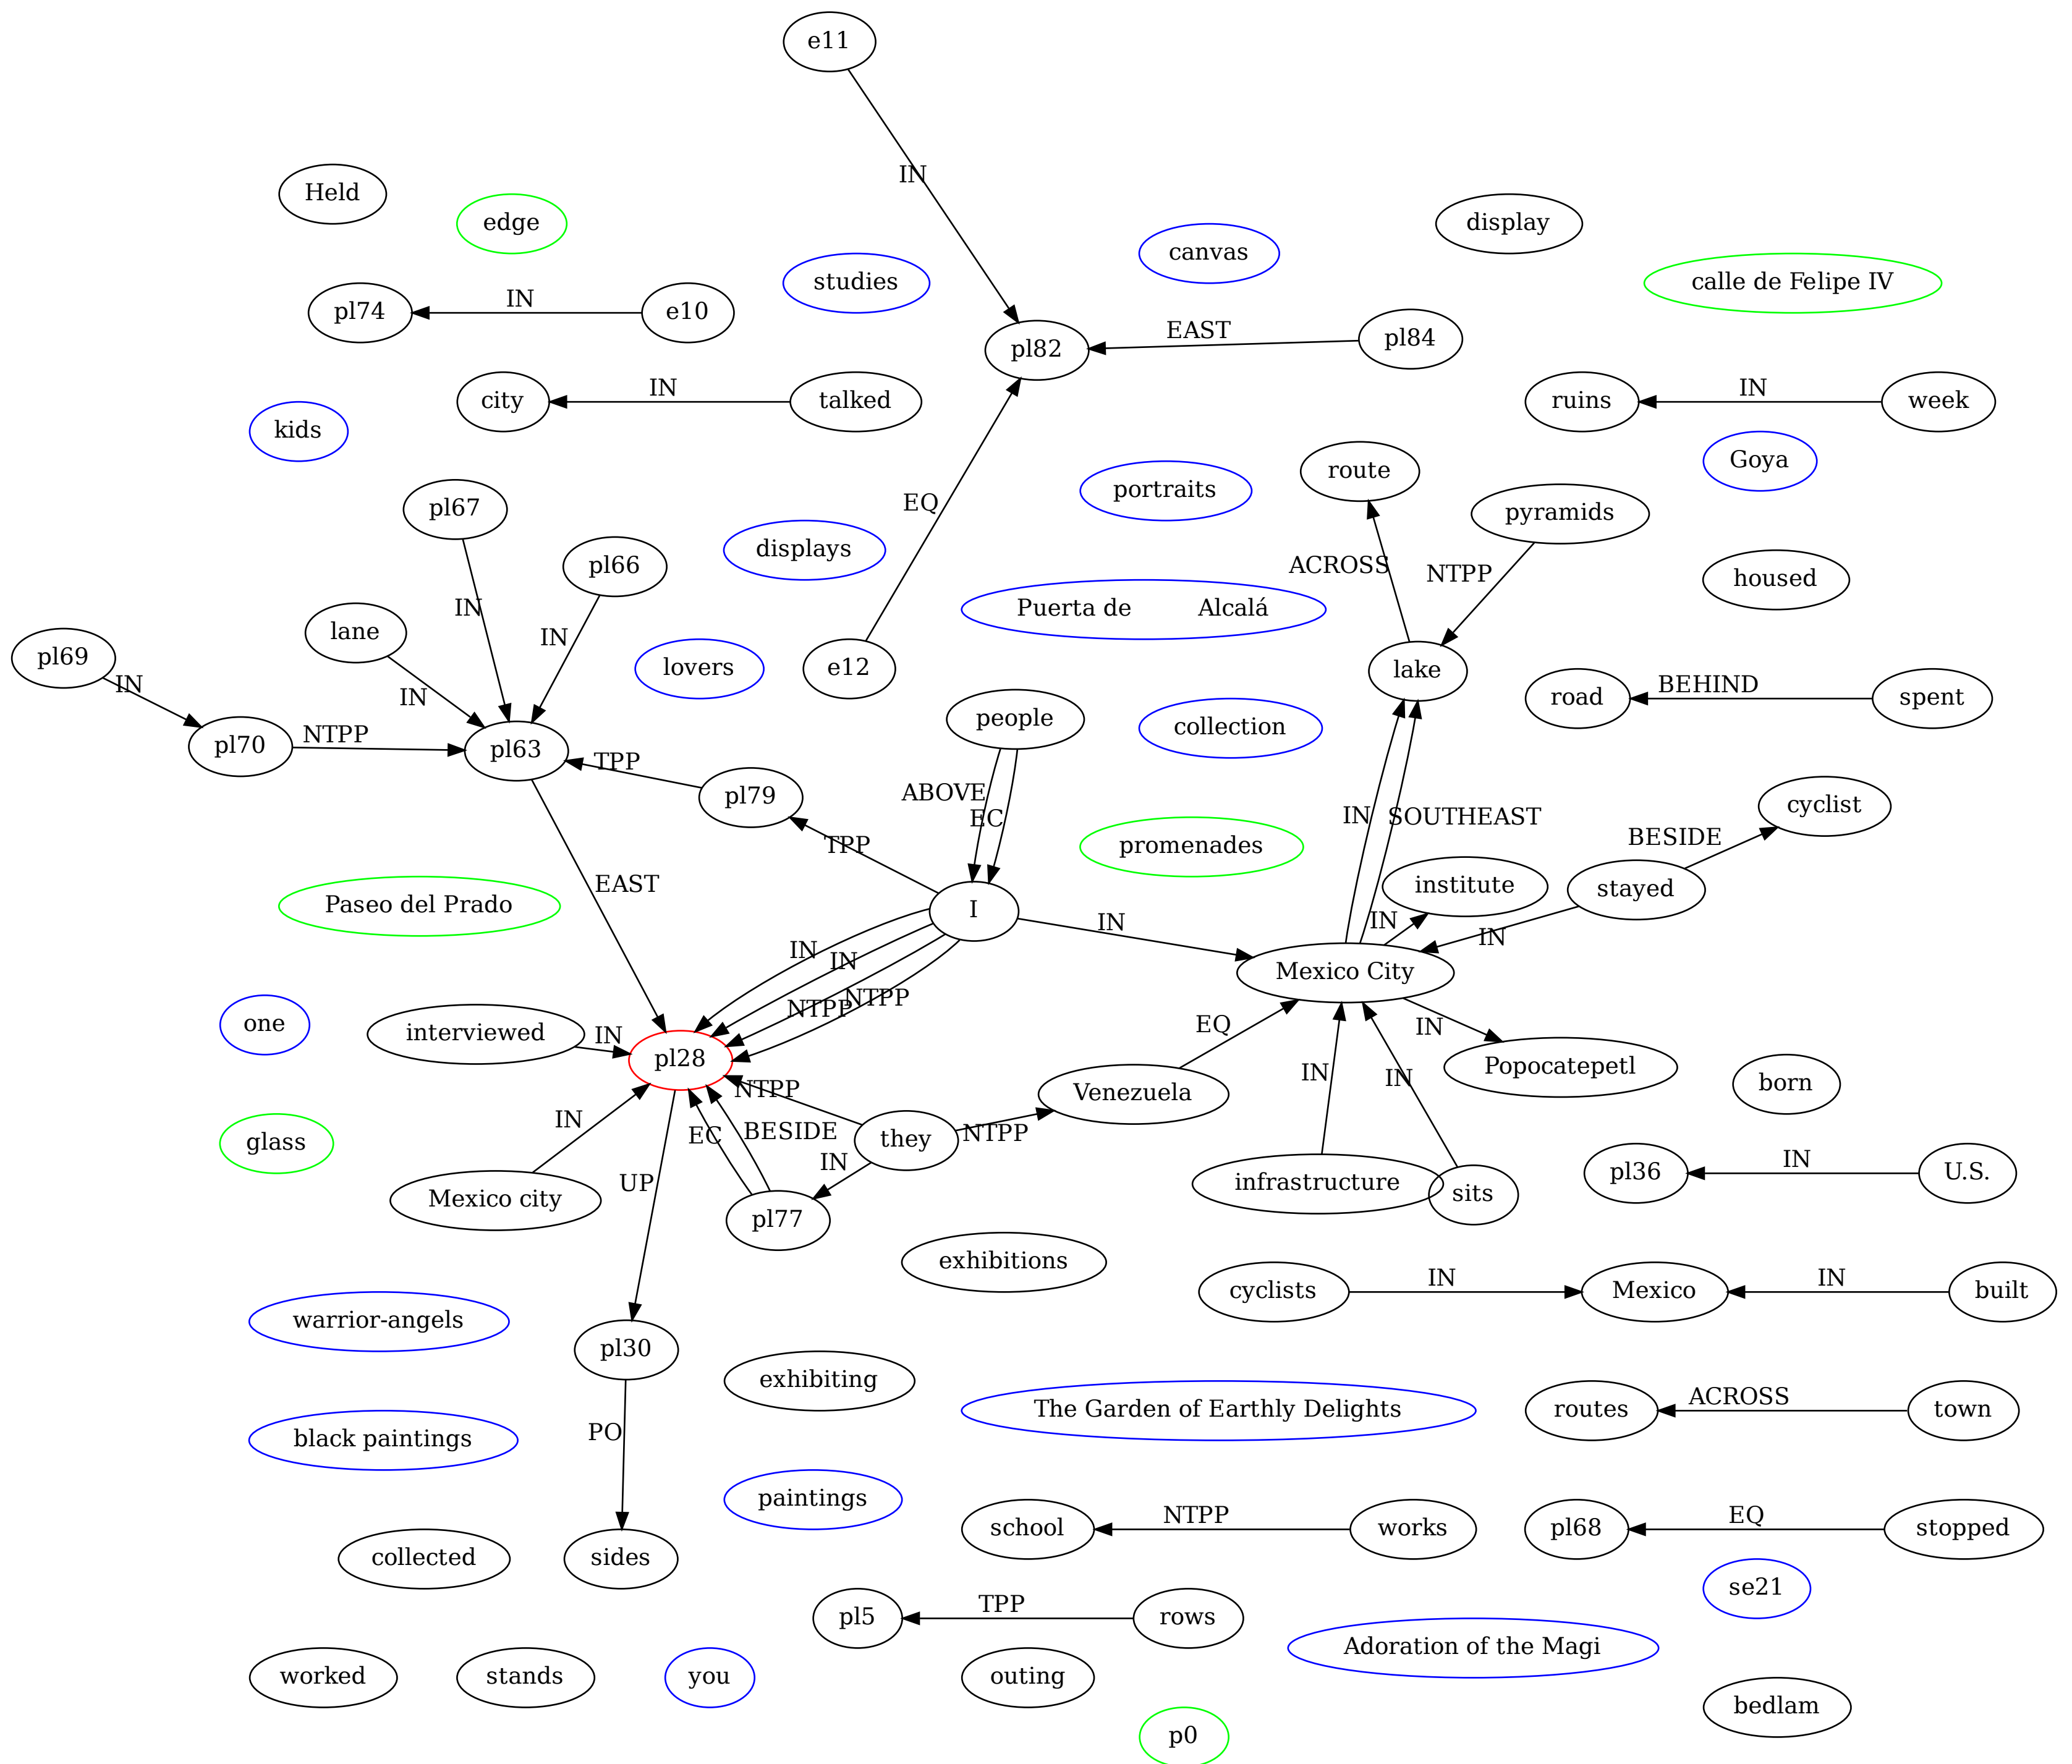 e11
IN
Held
edge
display
canvas
studies
calle de Felipe IV
pl74
IN
e10
pl82
EAST
pl84
city
IN
talked
ruins
IN
week
kids
Goya
route
portraits
pl67
EQ
pyramids
displays
pl66
ACROSS
NTPP
housed
IN
Puerta de Alcalá
lane
IN
pl69
lovers
e12
lake
IN
IN
road
BEHIND
spent
people
collection
pl70
NTPP
pl63
TPP
pl79
ABOVE
EC
IN
SOUTHEAST
cyclist
BESIDE
TPP
promenades
EAST
institute
stayed
Paseo del Prado
I
IN
IN
IN
IN
IN
Mexico City
NTPP
NTPP
one
interviewed
IN
EQ
IN
pl28
Popocatepetl
NTPP
Venezuela
IN
IN
born
IN
EC
BESIDE
they
NTPP
glass
IN
pl36
IN
U.S.
Mexico city
UP
pl77
infrastructure
sits
exhibitions
cyclists
IN
Mexico
IN
built
warrior-angels
pl30
exhibiting
The Garden of Earthly Delights
routes
ACROSS
town
black paintings
PO
paintings
school
NTPP
works
pl68
EQ
stopped
collected
sides
se21
pl5
TPP
rows
Adoration of the Magi
worked
stands
you
outing
bedlam
p0